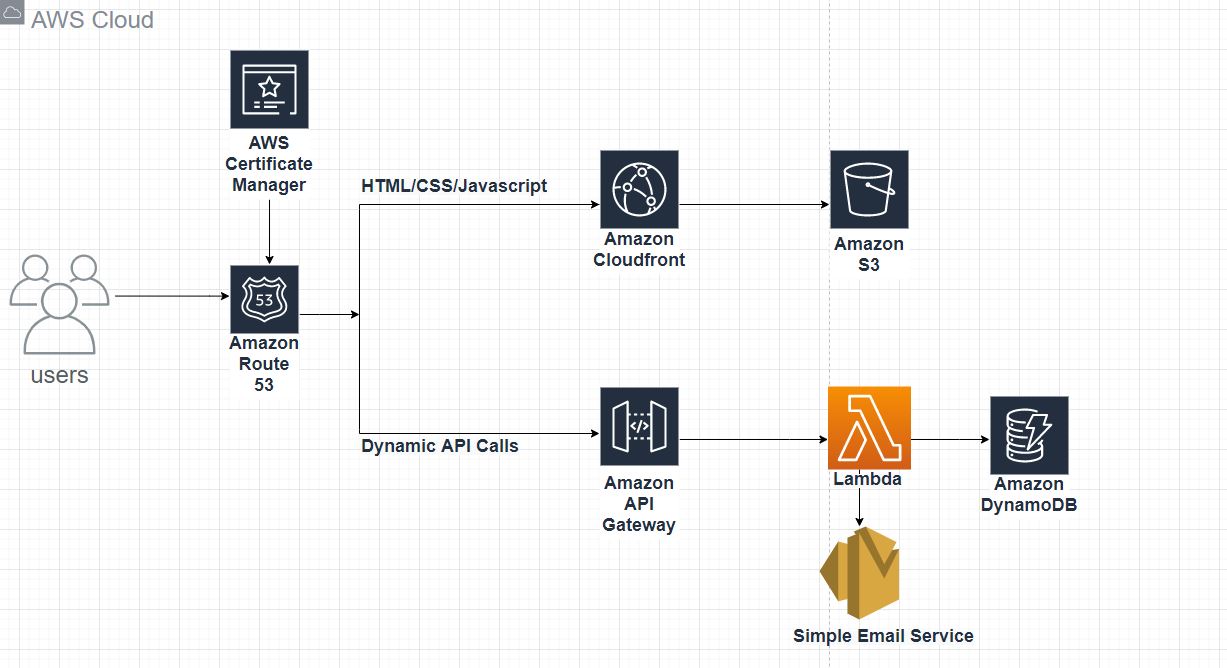 AWS Cloud
AWS
Certificate
Manager
HTML/CSS/Javascript
Amazon
Cloudfront
Amazon
S3
users
53
Amazon
Route
53
Dynamic API Calls
</>
Amazon
API
Gateway
Lambda
Amazon
DynamoDB
Simple Email Service